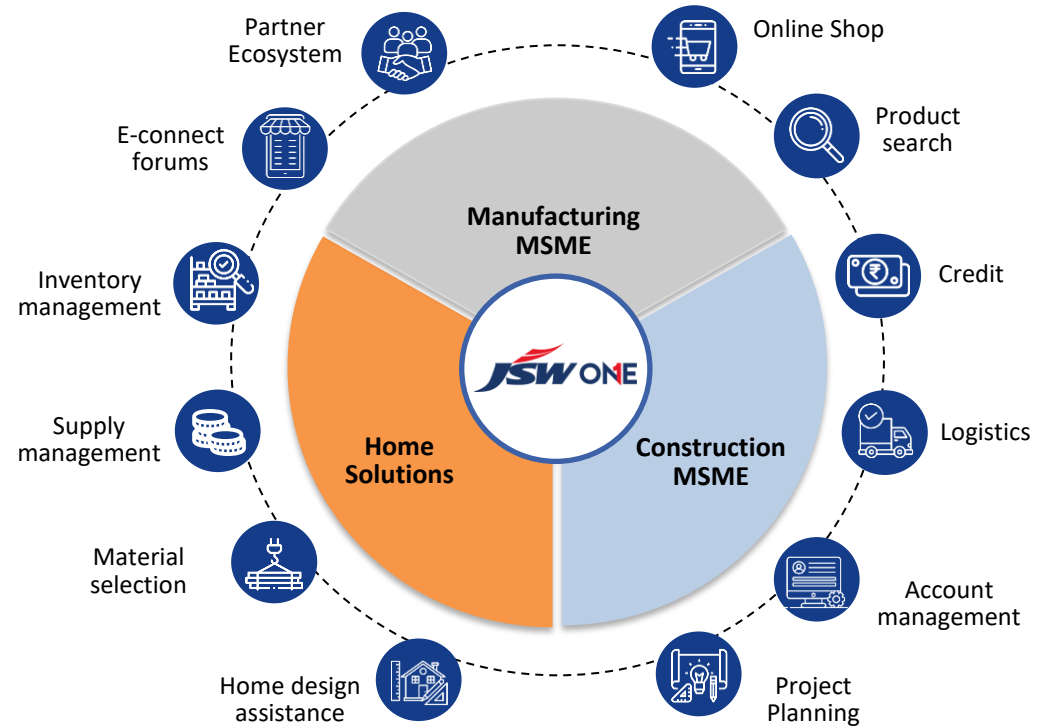 Partner
Ecosystem
Online Shop
E-connect
forums
Product
search
Manufacturing
MSME
Inventory
management
₹
Credit
JSW ONE
Supply
management
Home
Solutions
Construction
MSME
Logistics
Material
selection
Account
management
Home design
assistance
Project
Planning